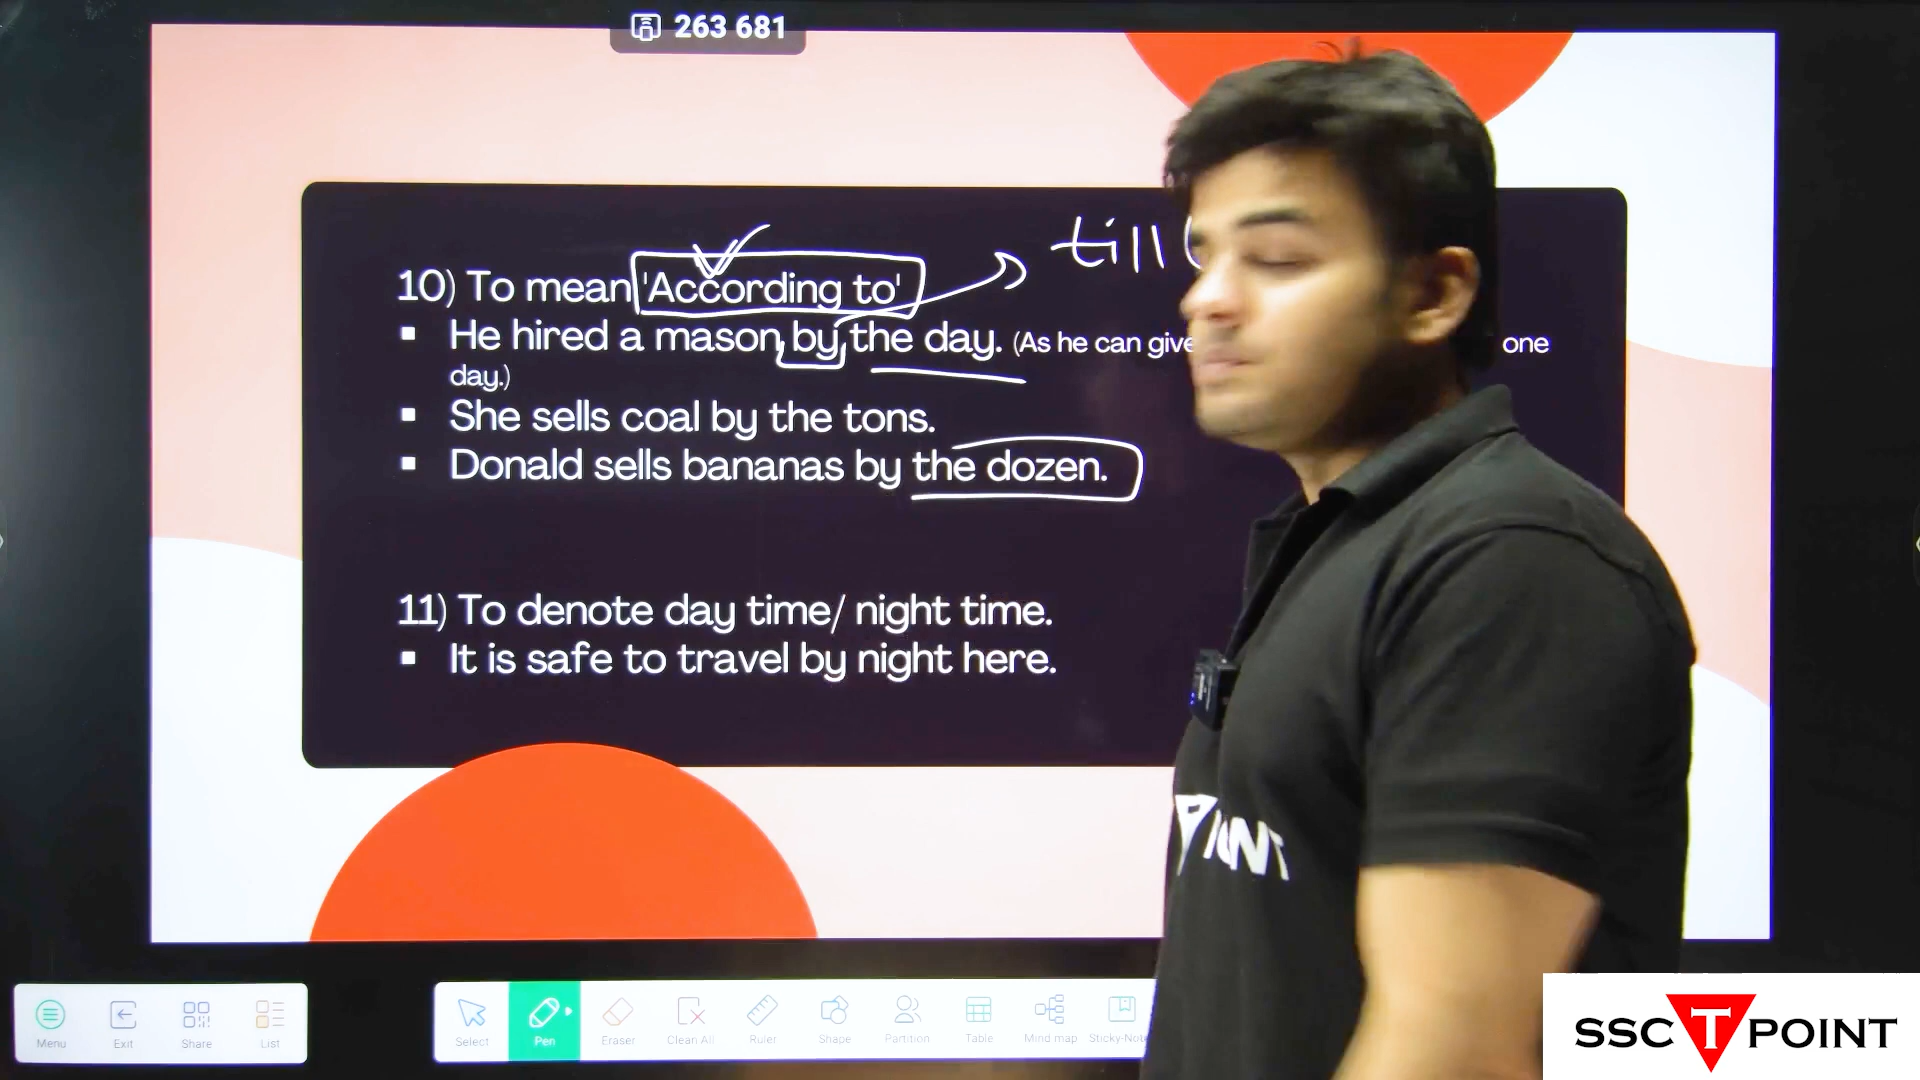 263 681
till
10) To mean 'According to'
▪ He hired a mason by the day. (As he can give one
day.)
▪ She sells coal by the tons.
▪ Donald sells bananas by the dozen.
11) To denote day time/ night time.
▪ It is safe to travel by night here.
POINT
Menu Exit Share List Select Pen Eraser Clean All Ruler Shape Partition Table Mind map Sticky-Note
SSC T POINT